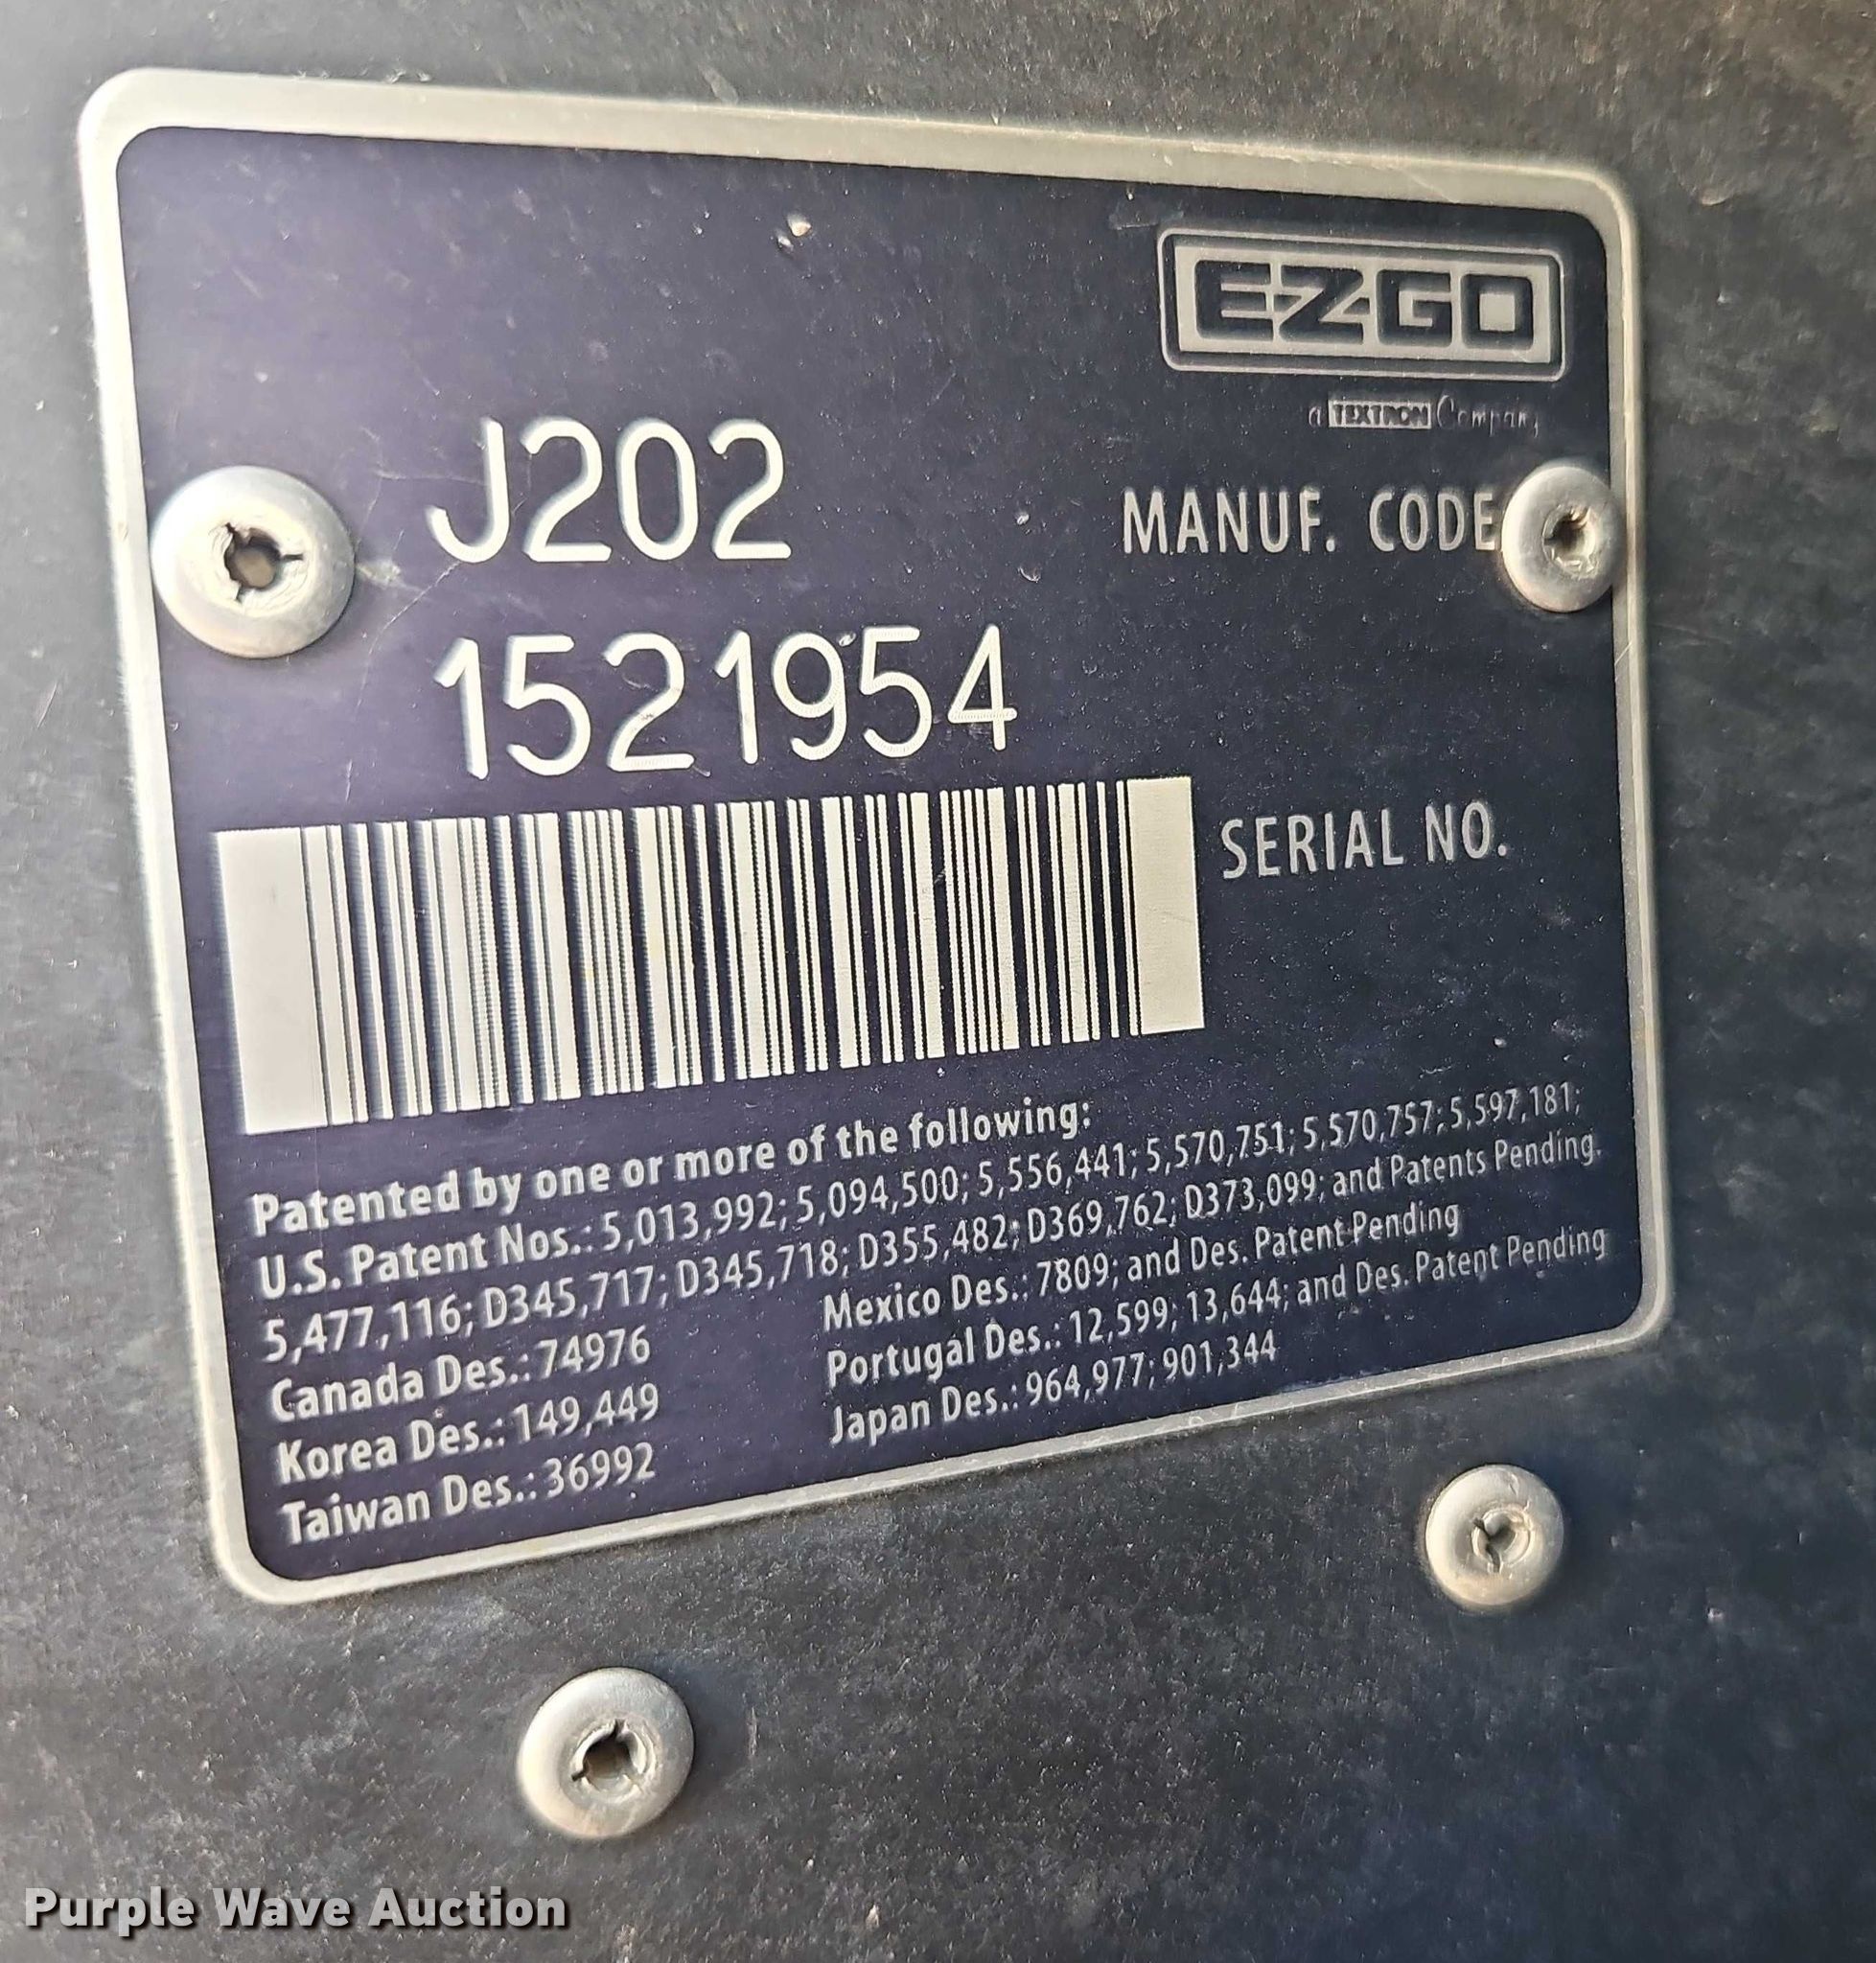 EZGO
a TEXTRON Company
J202 MANUF. CODE
1521954
SERIAL NO.
Patented by one or more of the following:
U.S. Patent Nos.: 5,013,992; 5,094,500; 5,556,441; 5,570,751; 5,570,757; 5,597,181;
5,477,116; D345,717; D345,718; D355,482; D369,762; D373,099; and Patents Pending.
Canada Des.: 74976
Korea Des.: 149,449
Taiwan Des.: 36992
Mexico Des.: 7809; and Des. Patent Pending
Portugal Des.: 12,599; 13,644; and Des. Patent Pending
Japan Des.: 964,977; 901,344
Purple Wave Auction